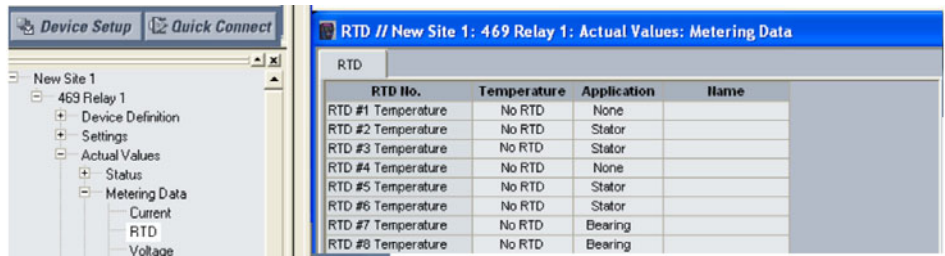 Device Setup Quick Connect
New Site 1
469 Relay 1
Device Definition
Settings
Actual Values
Status
Metering Data
Current
RTD
Voltage
RTD // New Site 1: 469 Relay 1: Actual Values: Metering Data
RTD
RTD No. Temperature Application Name
RTD #1 Temperature No RTD None
RTD #2 Temperature No RTD Stator
RTD #3 Temperature No RTD Stator
RTD #4 Temperature No RTD None
RTD #5 Temperature No RTD Stator
RTD #6 Temperature No RTD Stator
RTD #7 Temperature No RTD Bearing
RTD #8 Temperature No RTD Bearing